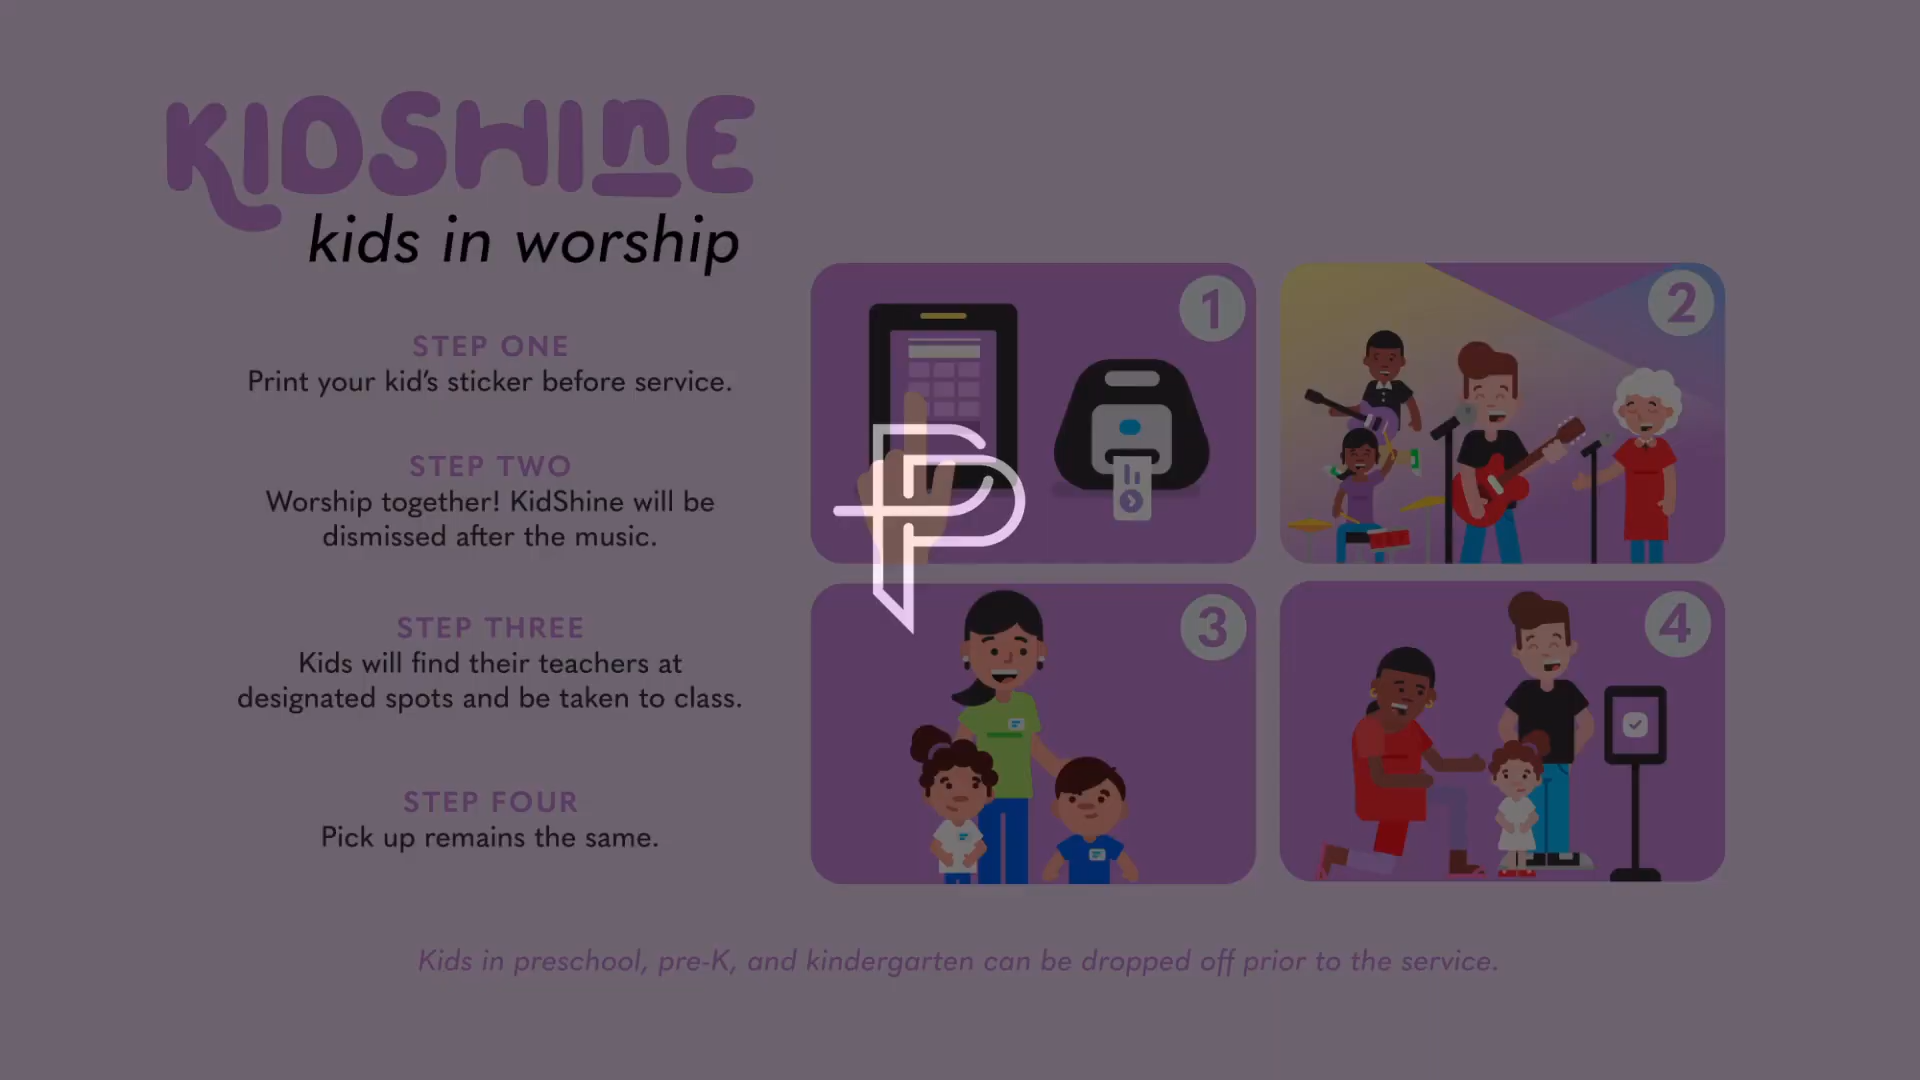 KIDSHINE
kids in worship
STEP ONE
Print your kid's sticker before service.
STEP TWO
Worship together! KidShine will be
dismissed after the music.
STEP THREE
Kids will find their teachers at
designated spots and be taken to class.
STEP FOUR
Pick up remains the same.
1
2
3
4
Kids in preschool, pre-K, and kindergarten can be dropped off prior to the service.